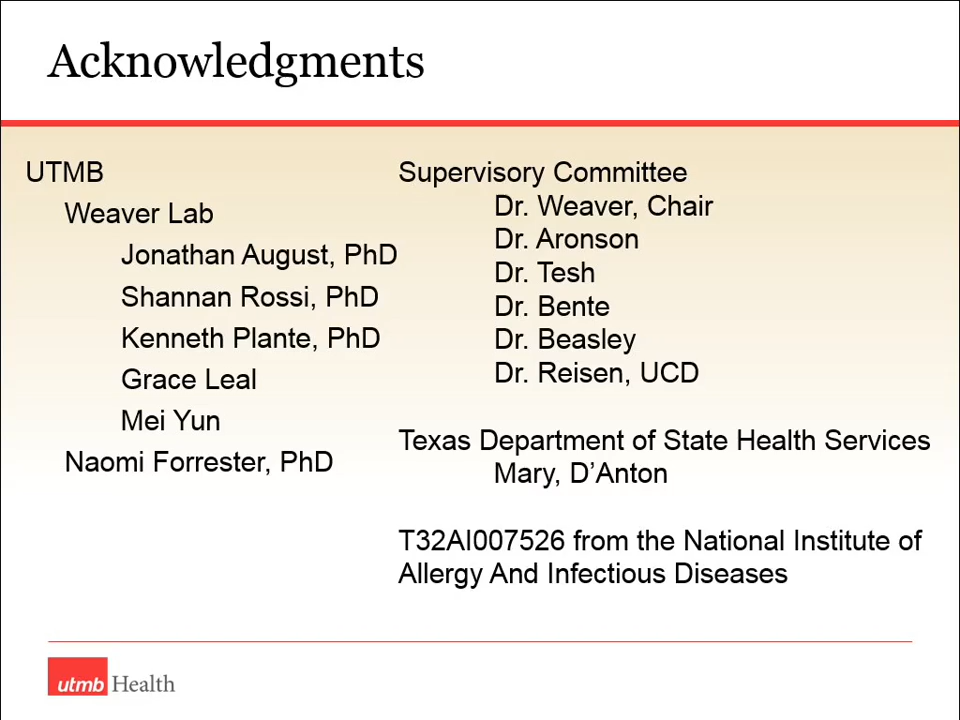 Acknowledgments
UTMB
Weaver Lab
Jonathan August, PhD
Shannan Rossi, PhD
Kenneth Plante, PhD
Grace Leal
Mei Yun
Naomi Forrester, PhD
Supervisory Committee
Dr. Weaver, Chair
Dr. Aronson
Dr. Tesh
Dr. Bente
Dr. Beasley
Dr. Reisen, UCD
Texas Department of State Health Services
Mary, D’Anton
T32AI007526 from the National Institute of
Allergy And Infectious Diseases
utmb Health